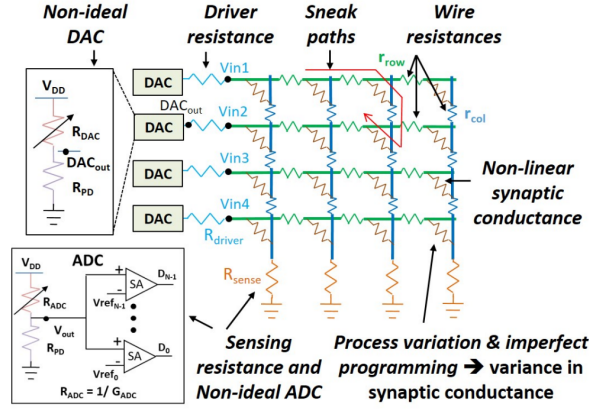 Non-ideal
DAC
Driver
resistance
Sneak
paths
Wire
resistances
VDD
RDAC
DACout
RPD
DAC
DAC
DAC
DAC
DACout
Vin1
Vin2
Vin3
Vin4
Rdriver
rrow
rcol
Non-linear
synaptic
conductance
ADC
VDD
RADC
Vout
RPD
RADC = 1/ GADC
+
-
SA
DN-1
VrefN-1
+
-
SA
D0
Vref0
Rsense
Sensing
resistance and
Non-ideal ADC
Process variation & imperfect
programming ➔ variance in
synaptic conductance